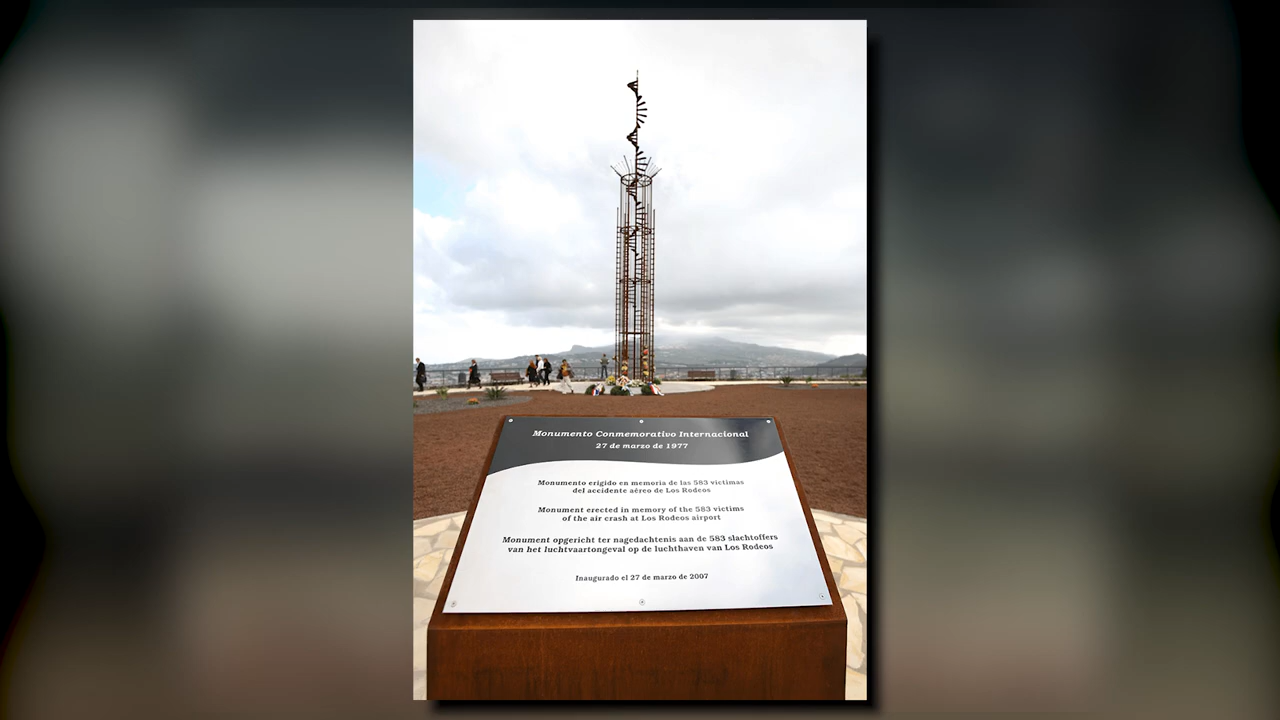 Monumento Conmemorativo Internacional
27 de marzo de 1977
Monumento erigido en memoria de las 583 víctimas
del accidente aéreo de Los Rodeos
Monument erected in memory of the 583 victims
of the air crash at Los Rodeos airport
Monument opgericht ter nagedachtenis aan de 583 slachtoffers
van het luchtvaartongeval op de luchthaven van Los Rodeos
Inaugurado el 27 de marzo de 2007